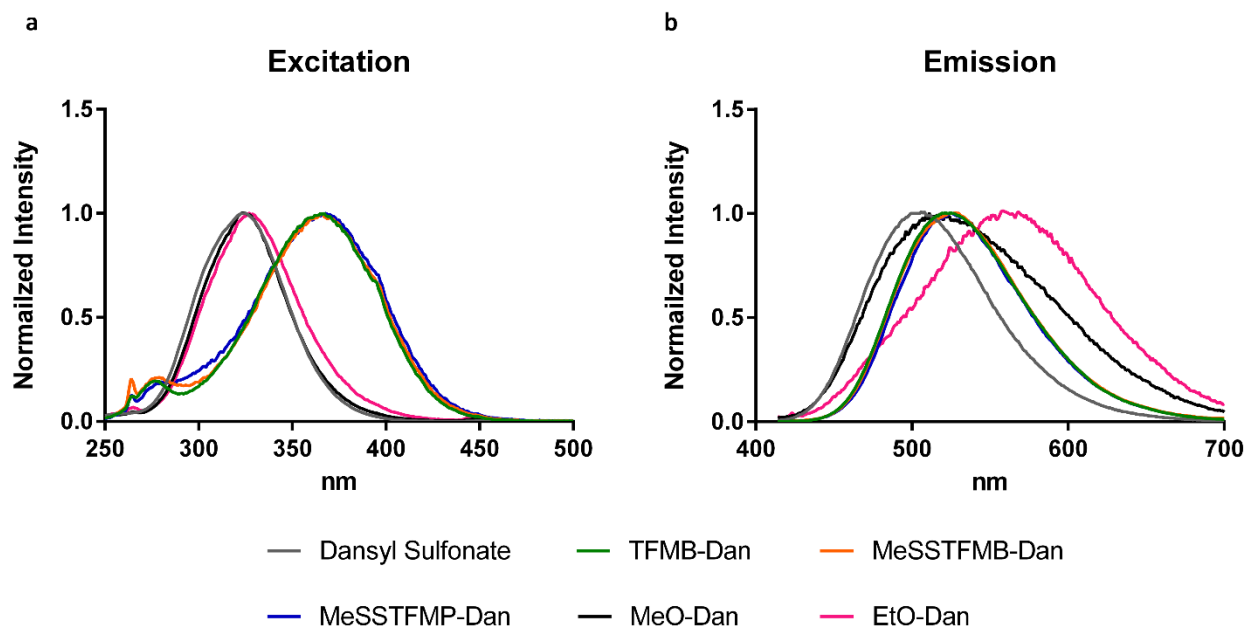 a
b
Excitation
Emission
Normailzed Intensity
1.5
1.0
0.5
0.0
250 300 350 400 450 500
nm
Normailzed Intensity
1.5
1.0
0.5
0.0
400 500 600 700
nm
Dansyl Sulfonate TFMB-Dan MeSSTFMB-Dan
MeSSTFMP-Dan MeO-Dan EtO-Dan